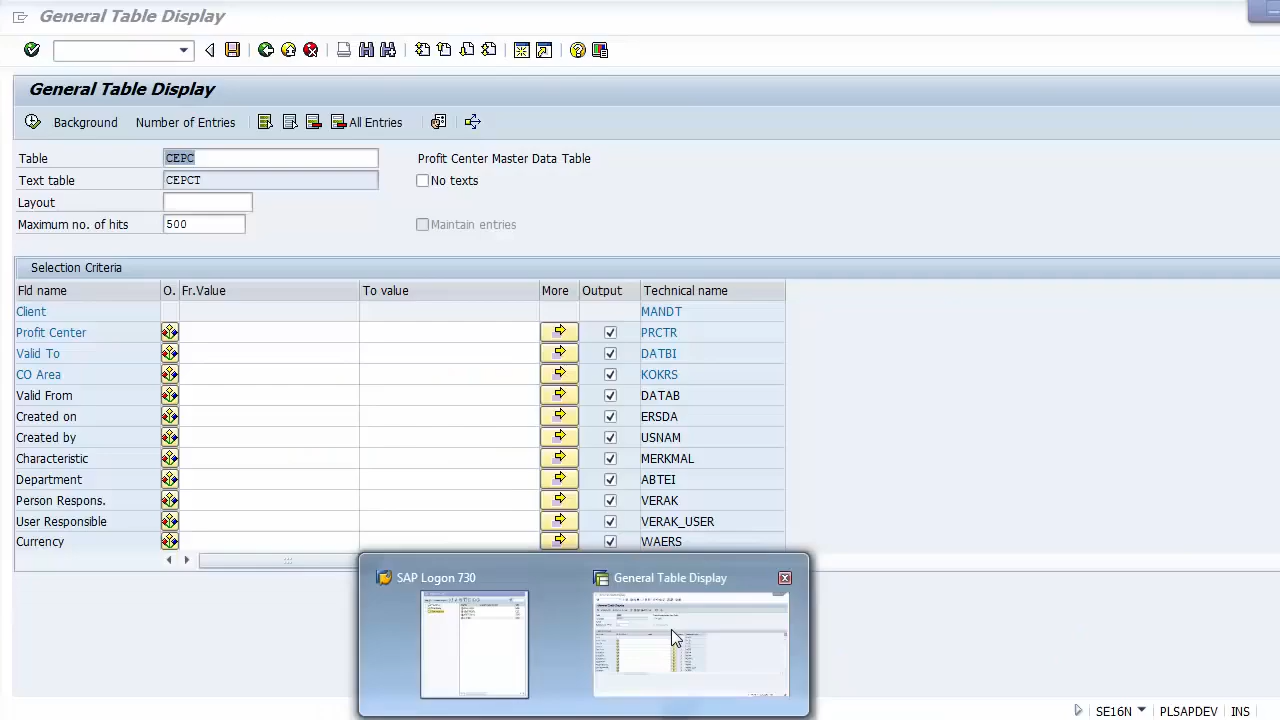 General Table Display
General Table Display
Background Number of Entries All Entries
Table CEPC Profit Center Master Data Table
Text table CEPCT No texts
Layout
Maximum no. of hits 500 Maintain entries
Selection Criteria
Fld name O. Fr.Value To value More Output Technical name
Client MANDT
Profit Center PRCTR
Valid To DATBI
CO Area KOKRS
Valid From DATAB
Created on ERSDA
Created by USNAM
Characteristic MERKMAL
Department ABTEI
Person Respons. VERAK
User Responsible VERAK_USER
Currency WAERS
SAP Logon 730 General Table Display
SE16N PLSAPDEV INS